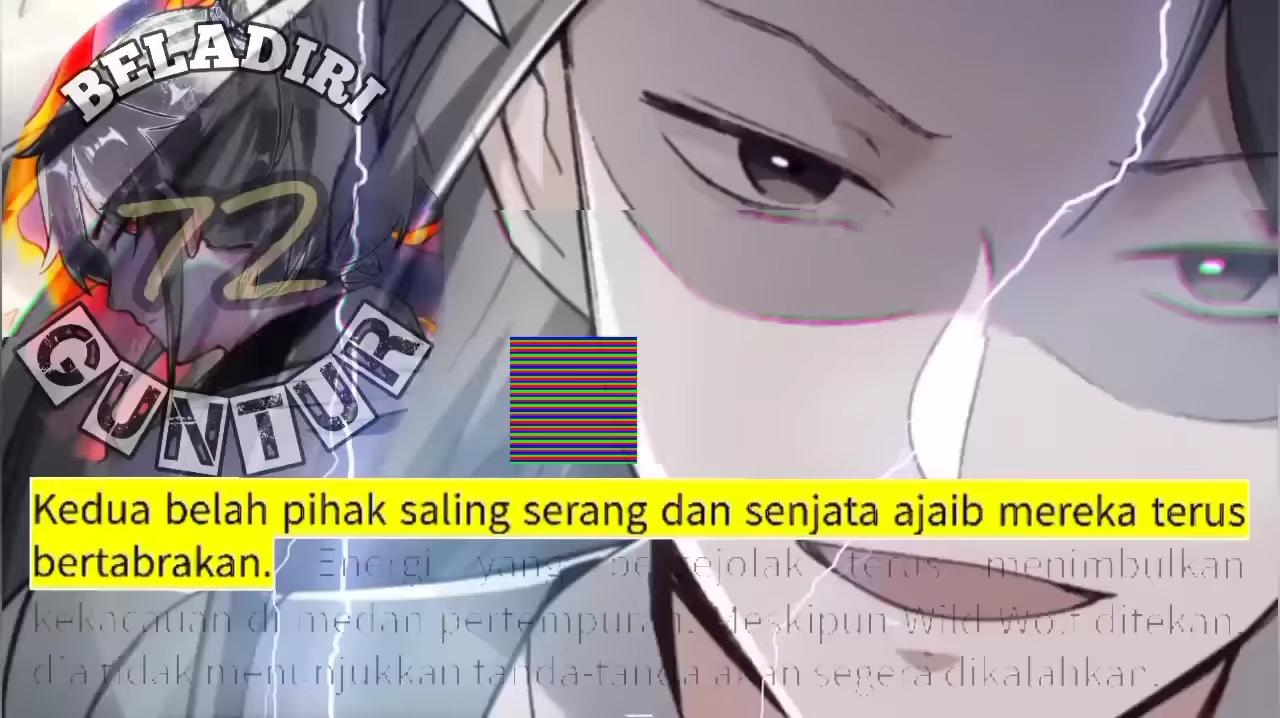 BELADIRI
72
GUNTUR
Kedua belah pihak saling serang dan senjata ajaib mereka terus
bertabrakan. Energi yang bergejolak terus menimbulkan
kekacauan di medan pertempuran. Meskipun Wild Wolf ditekan,
dia tidak menunjukkan tanda-tanda akan segera dikalahkan.